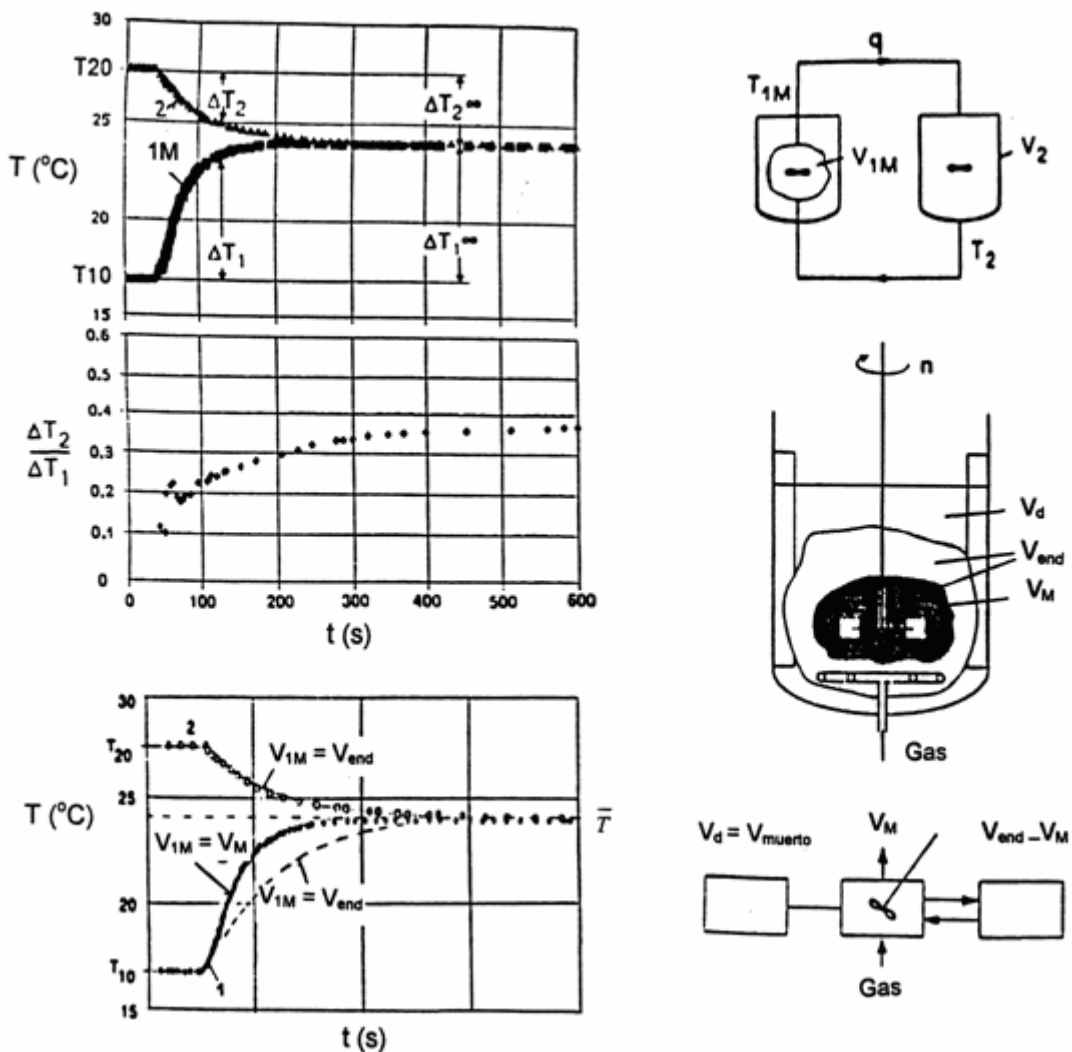 30
T20
25
T (°C)
20
T10
15
2
1M
ΔT₂
ΔT₂∞
ΔT₁
ΔT₁∞
0.6
0.5
0.4
0.3
0.2
0.1
0
ΔT₂
ΔT₁
0 100 200 300 400 500 600
t (s)
30
T₂₀
25
T (°C)
20
T₁₀
15
2
V₁M = Vend
V₁M = VM
V₁M = Vend
1
T̅
t (s)
q
T₁M
V₁M
V₂
T₂
n
Vd
Vend
VM
Gas
Vd = Vmuerto
VM
Vend – VM
Gas